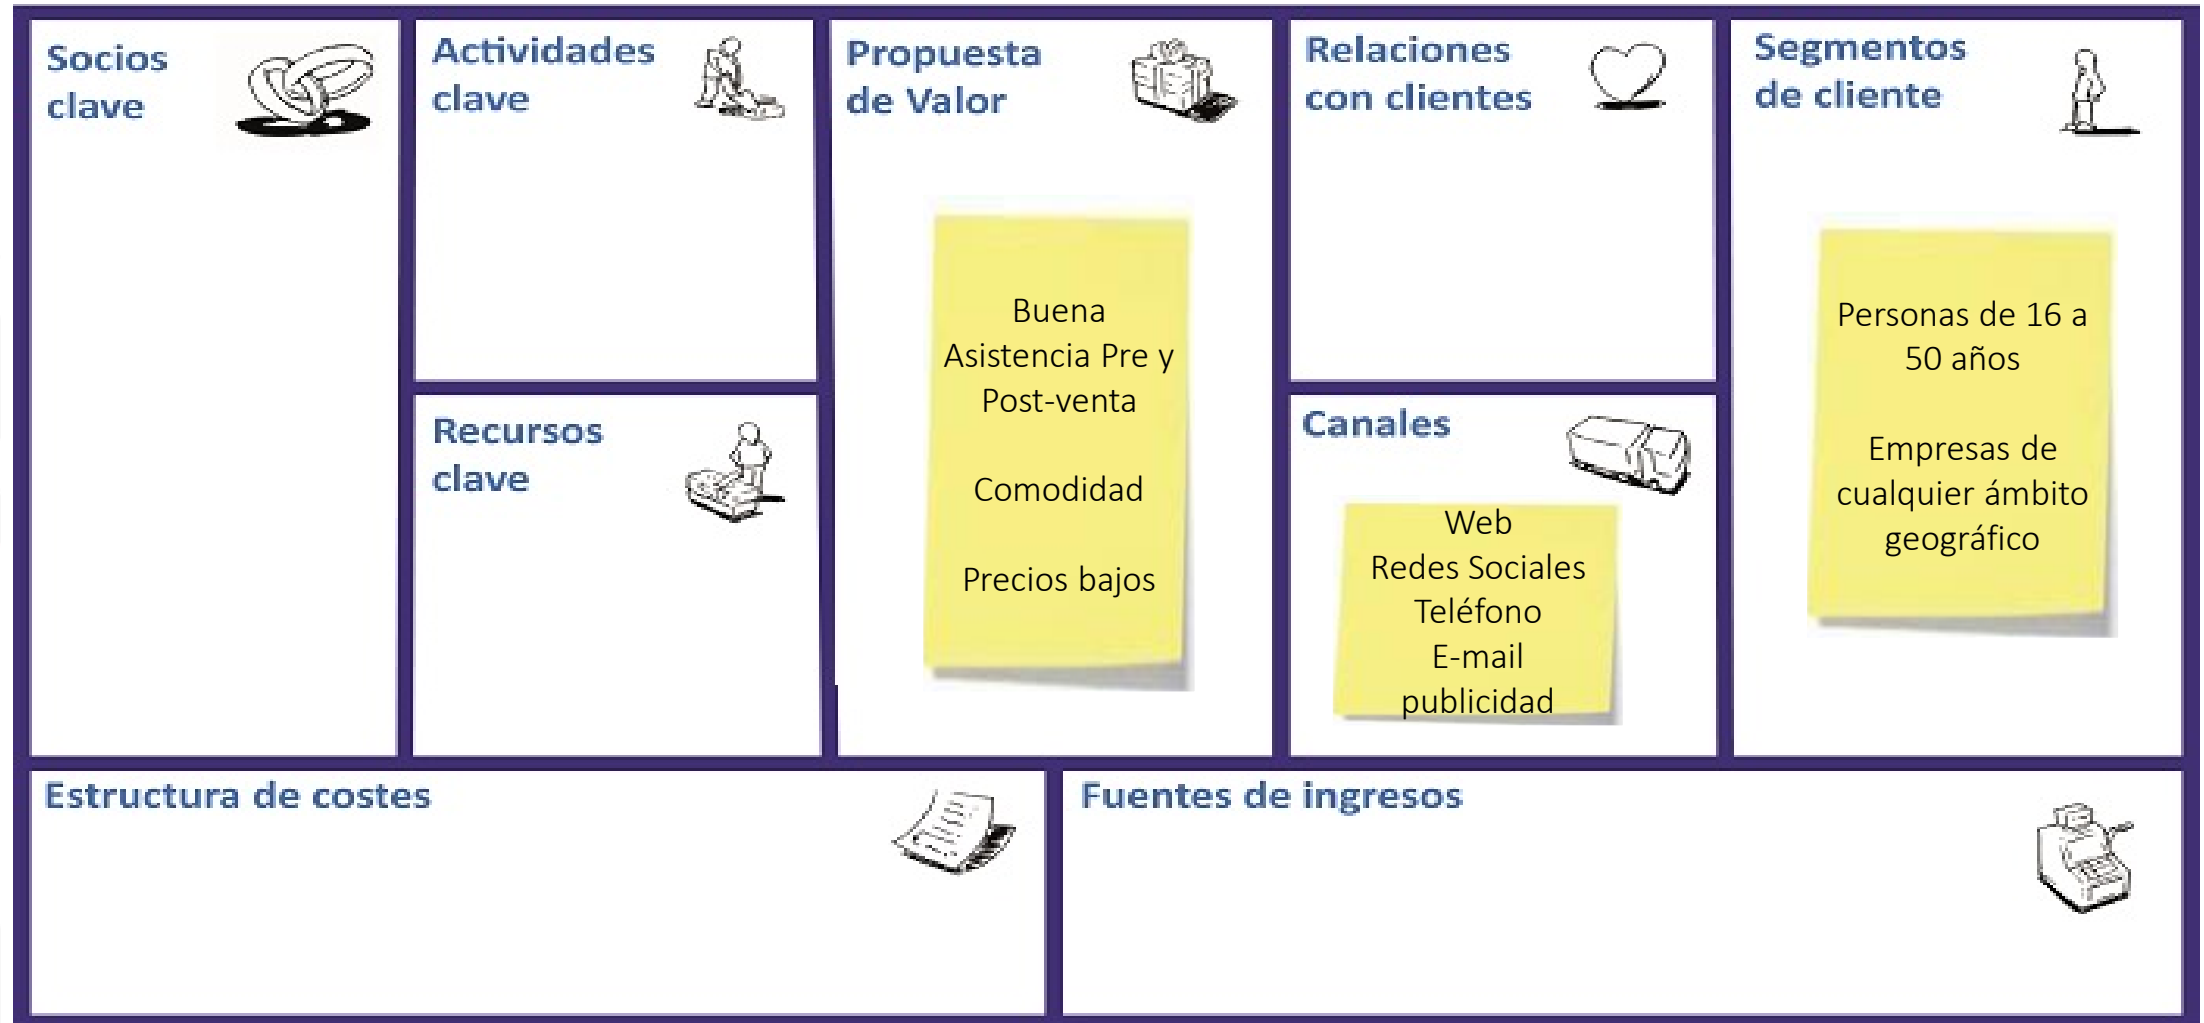 Socios
clave
Actividades
clave
Recursos
clave
Propuesta
de Valor
Buena
Asistencia Pre y
Post-venta
Comodidad
Precios bajos
Relaciones
con clientes
Canales
Web
Redes Sociales
Teléfono
E-mail
publicidad
Segmentos
de cliente
Personas de 16 a
50 años
Empresas de
cualquier ámbito
geográfico
Estructura de costes
Fuentes de ingresos